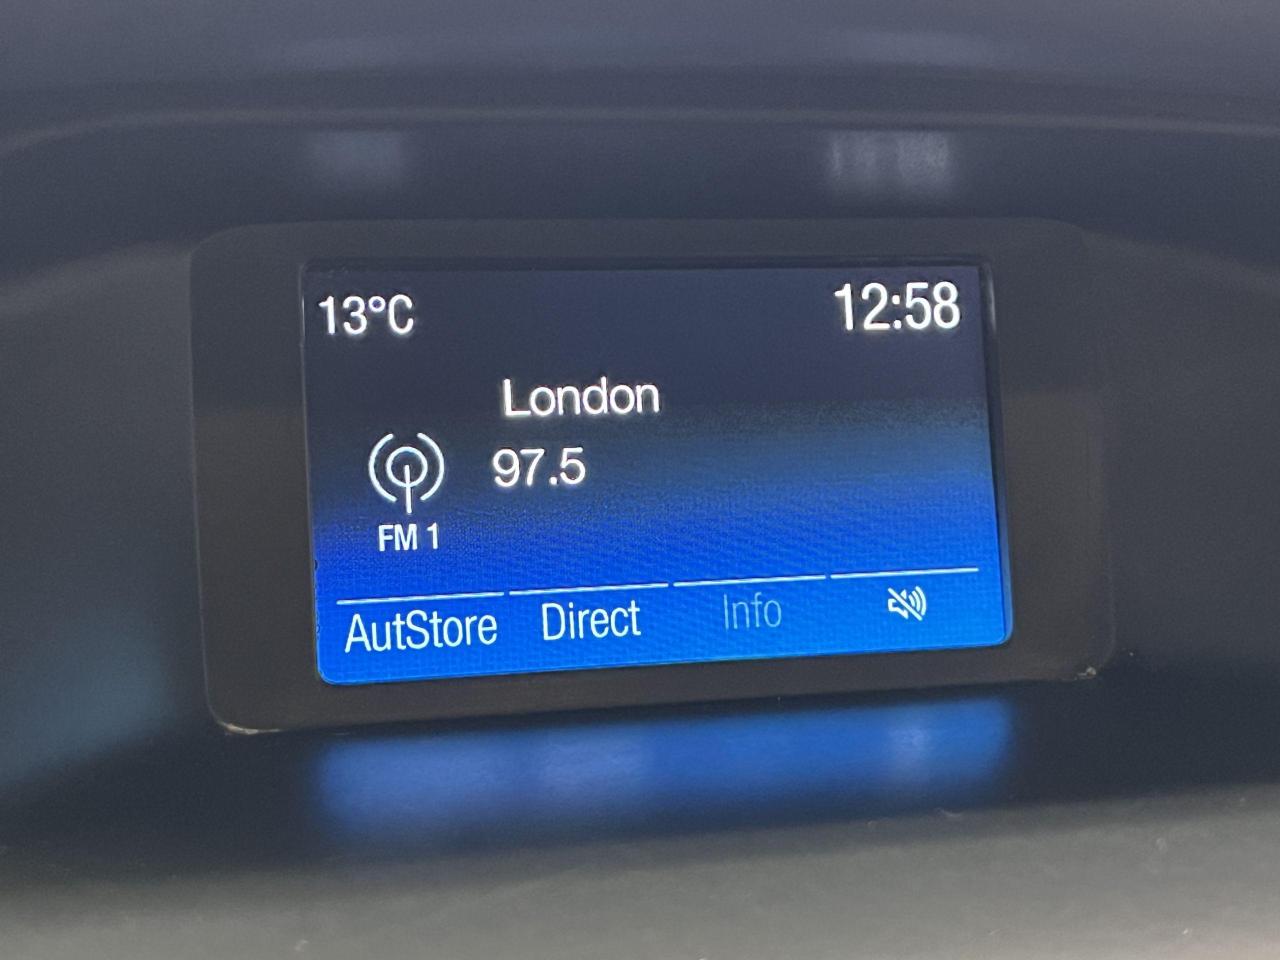 13°C 12:58
London
97.5
FM 1
AutStore Direct Info